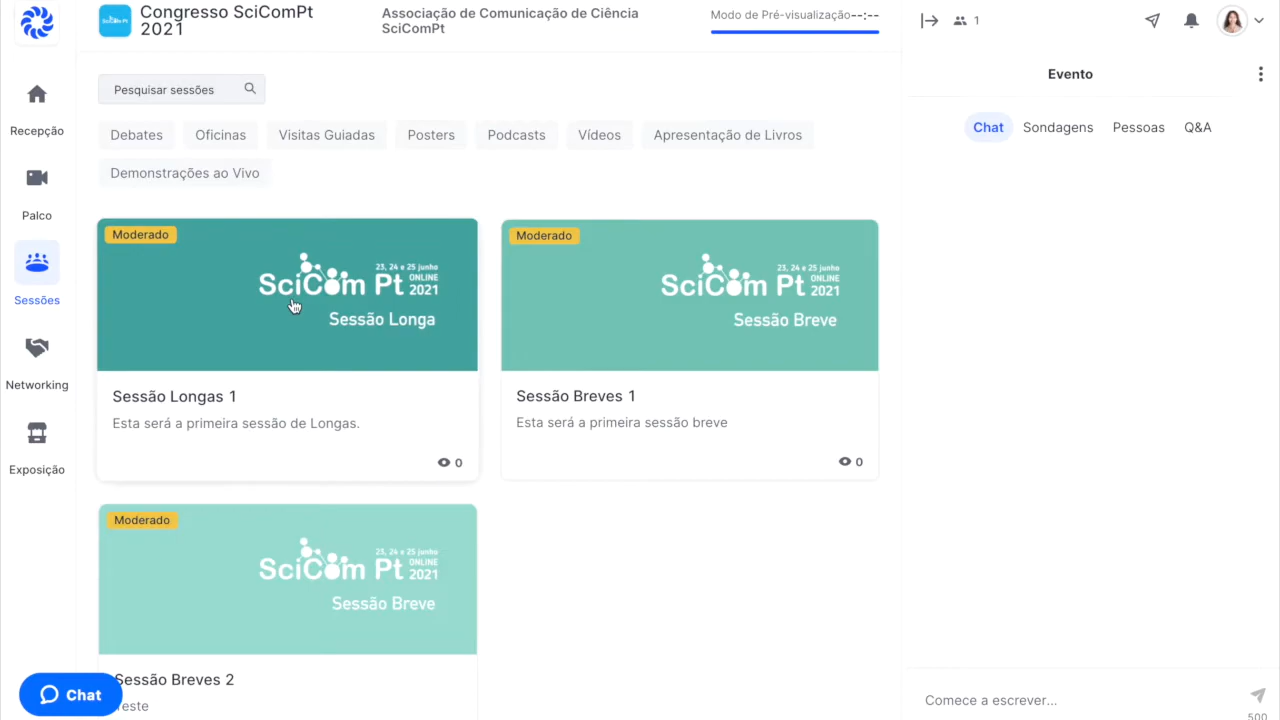 Congresso SciComPt
2021
Associação de Comunicação de Ciência
SciComPt
Modo de Pré-visualização--:--
1
Recepção
Palco
Sessões
Networking
Exposição
Pesquisar sessões
Debates
Oficinas
Visitas Guiadas
Posters
Podcasts
Vídeos
Apresentação de Livros
Demonstrações ao Vivo
Moderado
SciCom Pt
23, 24 e 25 junho
ONLINE
2021
Sessão Longa
Sessão Longas 1
Esta será a primeira sessão de Longas.
0
Moderado
SciCom Pt
23, 24 e 25 junho
ONLINE
2021
Sessão Breve
Sessão Breves 1
Esta será a primeira sessão breve
0
Moderado
SciCom Pt
23, 24 e 25 junho
ONLINE
2021
Sessão Breve
Sessão Breves 2
Chat
Evento
Chat
Sondagens
Pessoas
Q&A
Comece a escrever...
500